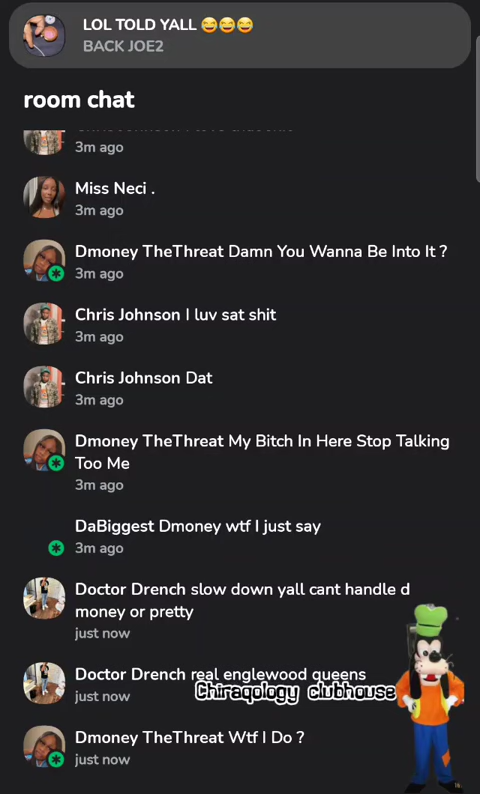 LOL TOLD YALL 😂😂😂
BACK JOE2
room chat
3m ago
Miss Neci .
3m ago
Dmoney TheThreat Damn You Wanna Be Into It ?
3m ago
Chris Johnson I luv sat shit
3m ago
Chris Johnson Dat
3m ago
Dmoney TheThreat My Bitch In Here Stop Talking
Too Me
3m ago
DaBiggest Dmoney wtf I just say
3m ago
Doctor Drench slow down yall cant handle d
money or pretty
just now
Doctor Drench real englewood queens
just now
Chiraqology clubhouse
Dmoney TheThreat Wtf I Do ?
just now